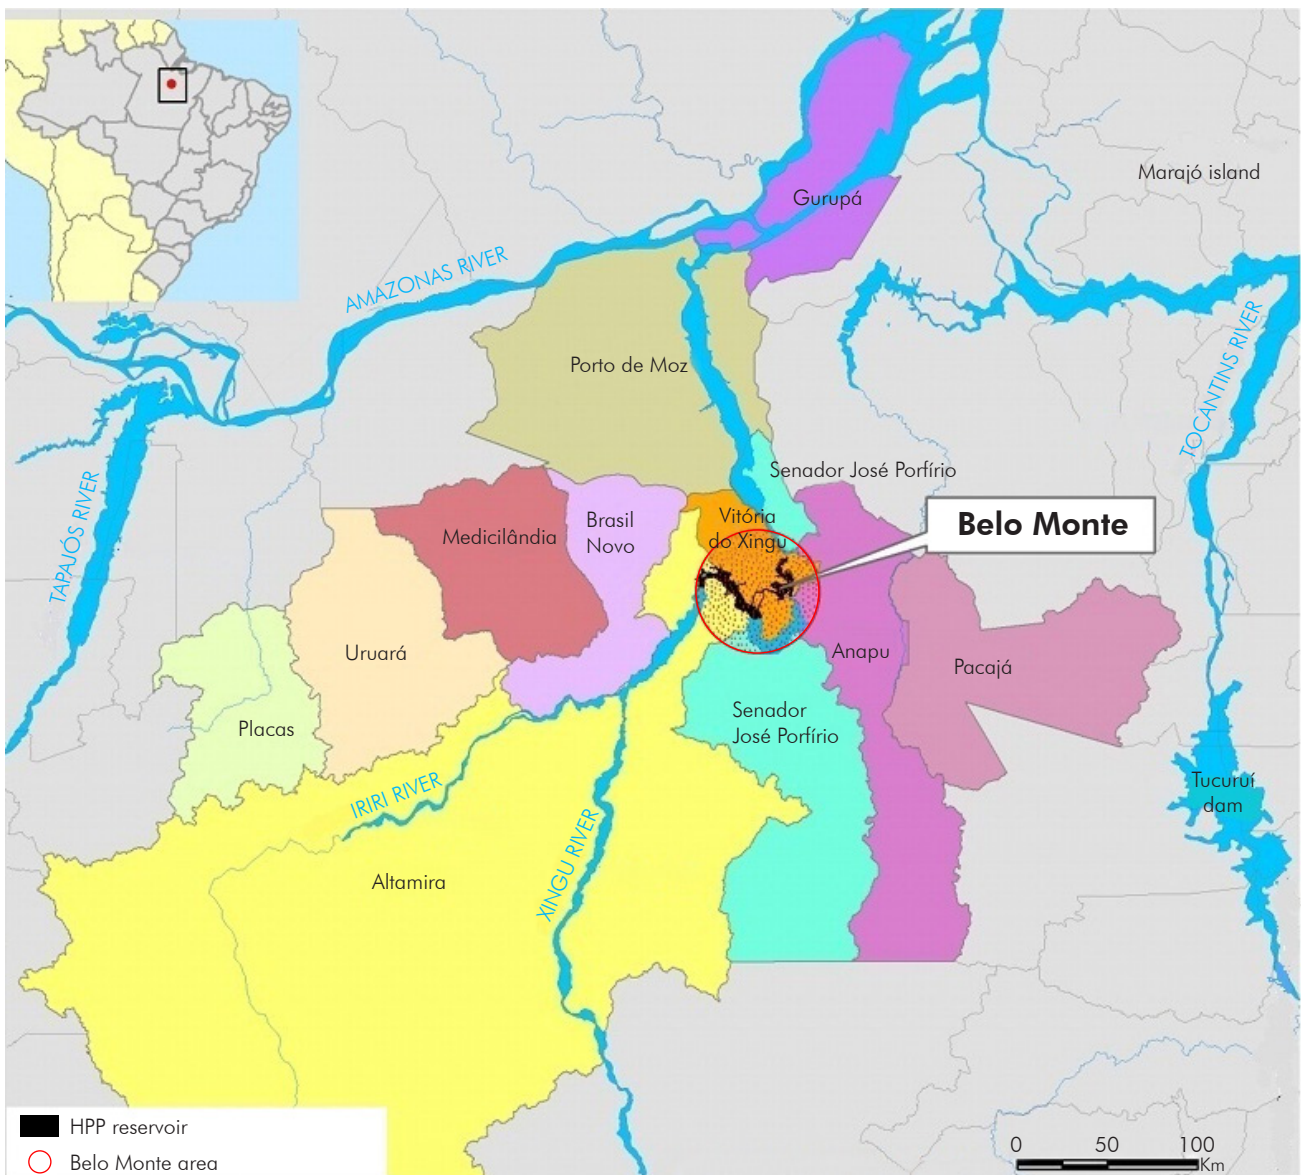 Marajó island
Gurupá
AMAZONAS RIVER
TOCANTINS RIVER
Porto de Moz
Senador José Porfírio
TAPAJÓS RIVER
Medicilândia
Brasil
Novo
Vitória
do Xingu
Belo Monte
Uruará
Anapu
Pacajá
Placas
Senador
José Porfírio
IRIRI RIVER
Tucuruí
dam
XINGU RIVER
Altamira
HPP reservoir
Belo Monte area
0 50 100
Km